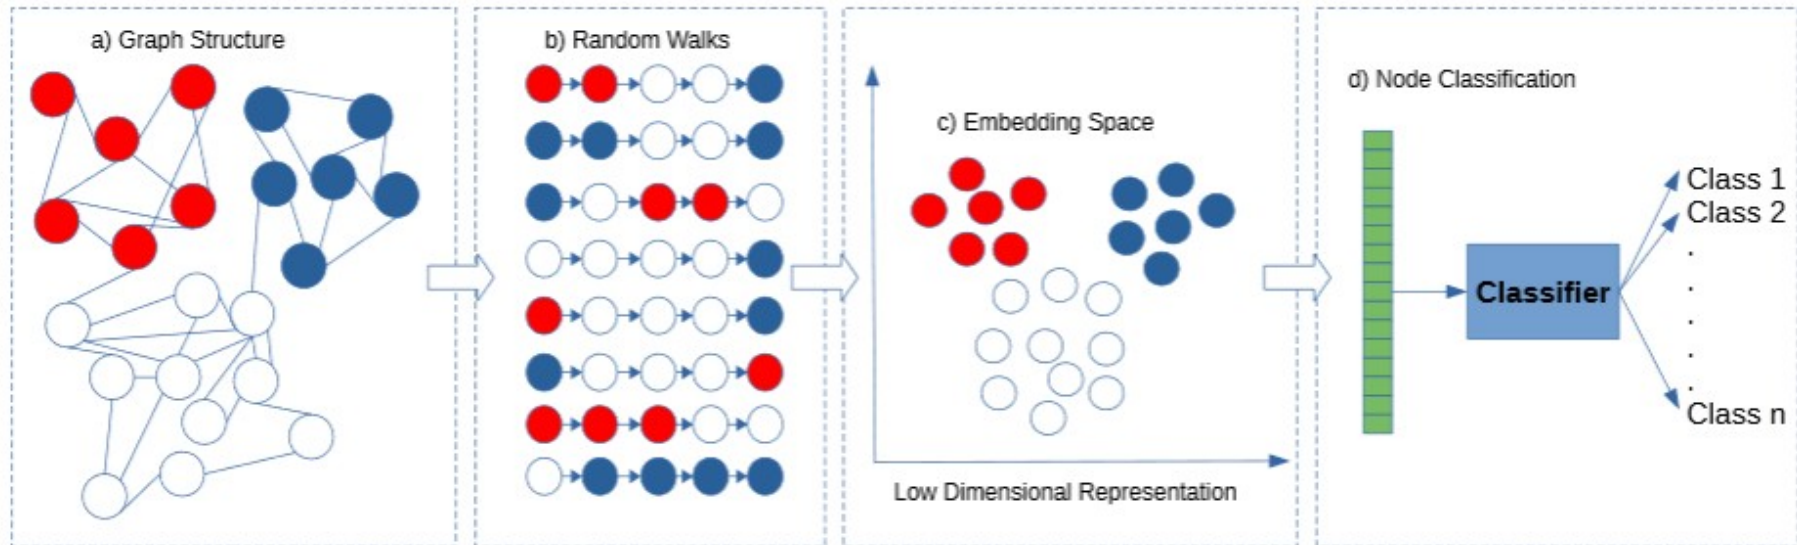 a) Graph Structure
b) Random Walks
c) Embedding Space
Low Dimensional Representation
d) Node Classification
Classifier
Class 1
Class 2
.
.
.
.
.
Class n